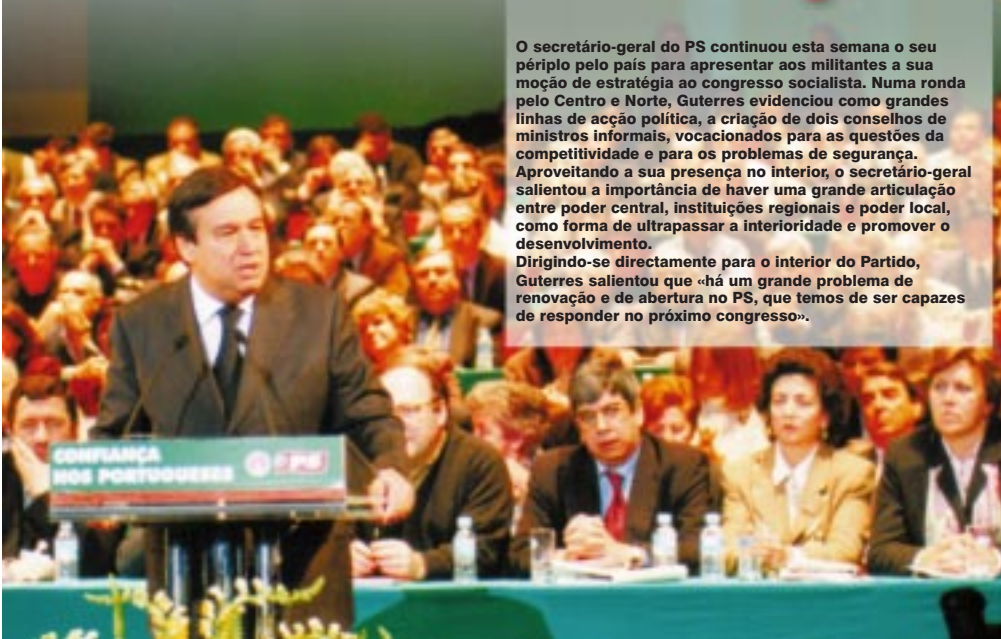 O secretário-geral do PS continuou esta semana o seu
périplo pelo país para apresentar aos militantes a sua
moção de estratégia ao congresso socialista. Numa ronda
pelo Centro e Norte, Guterres evidenciou como grandes
linhas de acção política, a criação de dois conselhos de
ministros informais, vocacionados para as questões da
competitividade e para os problemas de segurança.
Aproveitando a sua presença no interior, o secretário-geral
salientou a importância de haver uma grande articulação
entre poder central, instituições regionais e poder local,
como forma de ultrapassar a interioridade e promover o
desenvolvimento.
Dirigindo-se directamente para o interior do Partido,
Guterres salientou que «há um grande problema de
renovação e de abertura no PS, que temos de ser capazes
de responder no próximo congresso».
CONFIANÇA
NOS PORTUGUESES PS